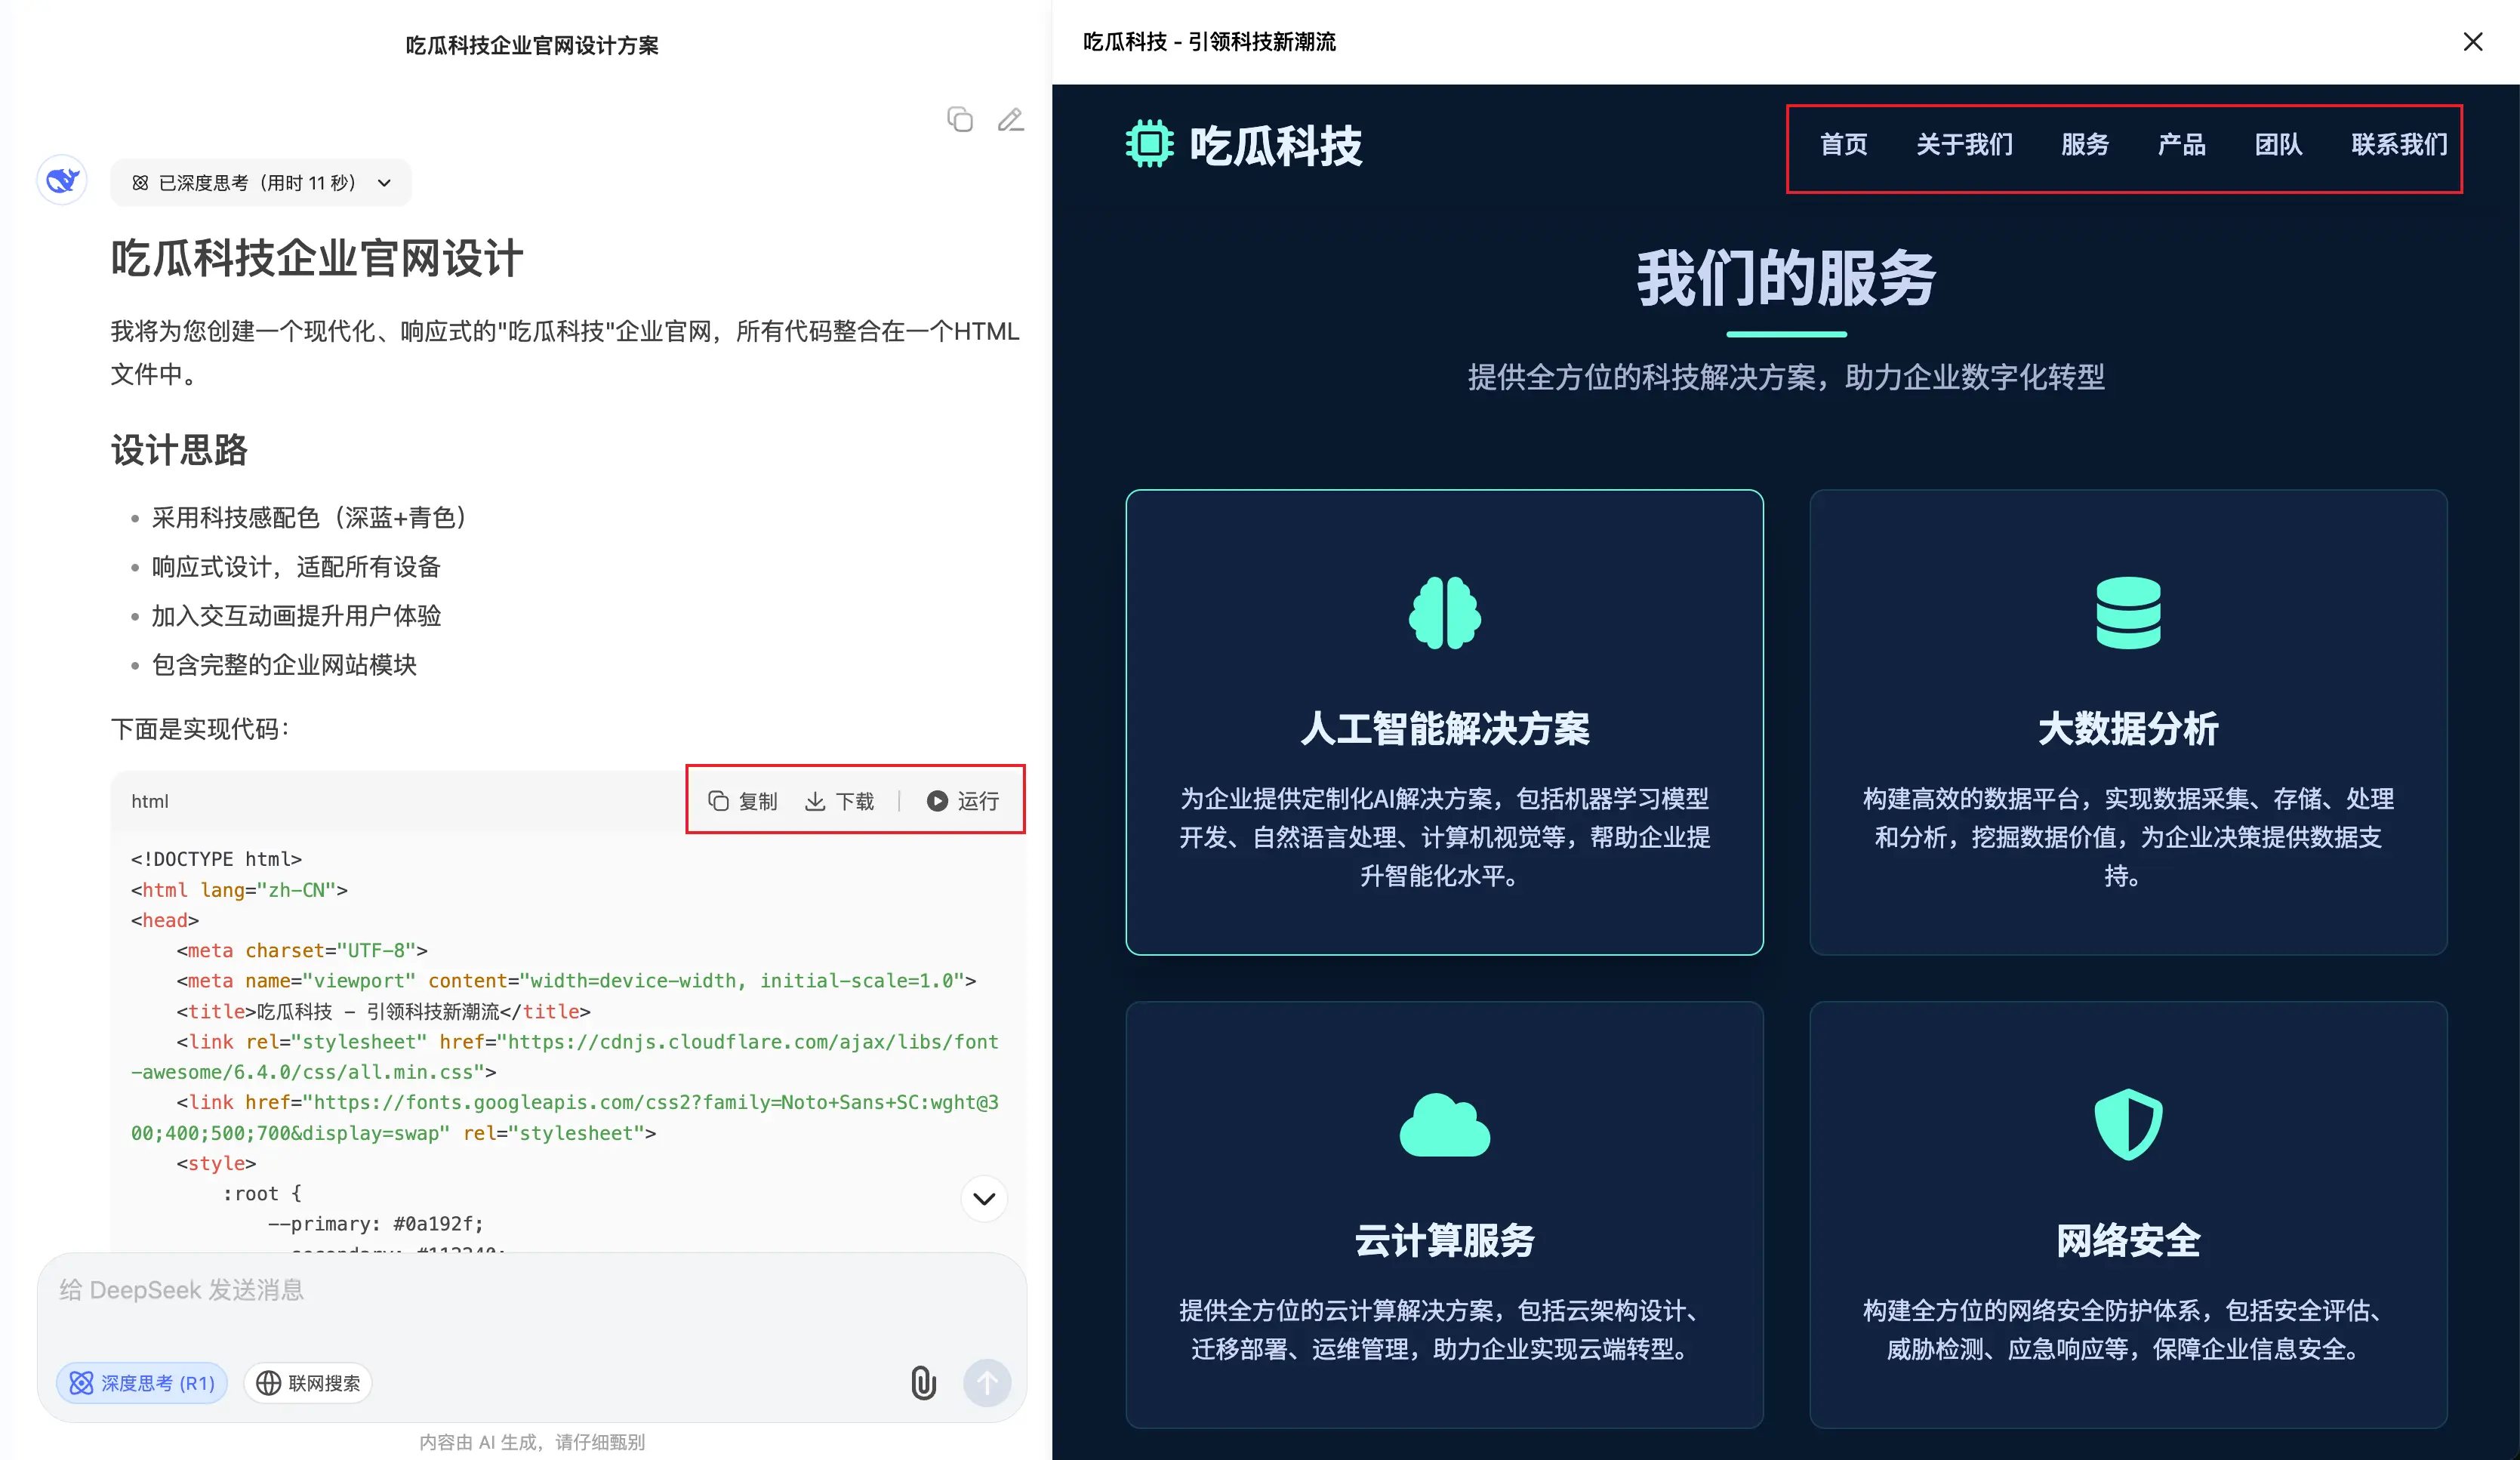 吃瓜科技企业官网设计方案
已深度思考（用时 11 秒）
吃瓜科技企业官网设计
我将为您创建一个现代化、响应式的"吃瓜科技"企业官网，所有代码整合在一个HTML
文件中。
设计思路
采用科技感配色（深蓝+青色）
响应式设计，适配所有设备
加入交互动画提升用户体验
包含完整的企业网站模块
下面是实现代码：
html
复制 下载 运行
<!DOCTYPE html>
<html lang="zh-CN">
<head>
<meta charset="UTF-8">
<meta name="viewport" content="width=device-width, initial-scale=1.0">
<title>吃瓜科技 - 引领科技新潮流</title>
<link rel="stylesheet" href="https://cdnjs.cloudflare.com/ajax/libs/font
-awesome/6.4.0/css/all.min.css">
<link href="https://fonts.googleapis.com/css2?family=Noto+Sans+SC:wght@3
00;400;500;700&display=swap" rel="stylesheet">
<style>
:root {
--primary: #0a192f;
--secondary: #112240;
给 DeepSeek 发送消息
深度思考 (R1)
联网搜索
内容由 AI 生成，请仔细甄别
吃瓜科技 - 引领科技新潮流
吃瓜科技
首页 关于我们 服务 产品 团队 联系我们
我们的服务
提供全方位的科技解决方案，助力企业数字化转型
人工智能解决方案
为企业提供定制化AI解决方案，包括机器学习模型
开发、自然语言处理、计算机视觉等，帮助企业提
升智能化水平。
大数据分析
构建高效的数据平台，实现数据采集、存储、处理
和分析，挖掘数据价值，为企业决策提供数据支
持。
云计算服务
提供全方位的云计算解决方案，包括云架构设计、
迁移部署、运维管理，助力企业实现云端转型。
网络安全
构建全方位的网络安全防护体系，包括安全评估、
威胁检测、应急响应等，保障企业信息安全。